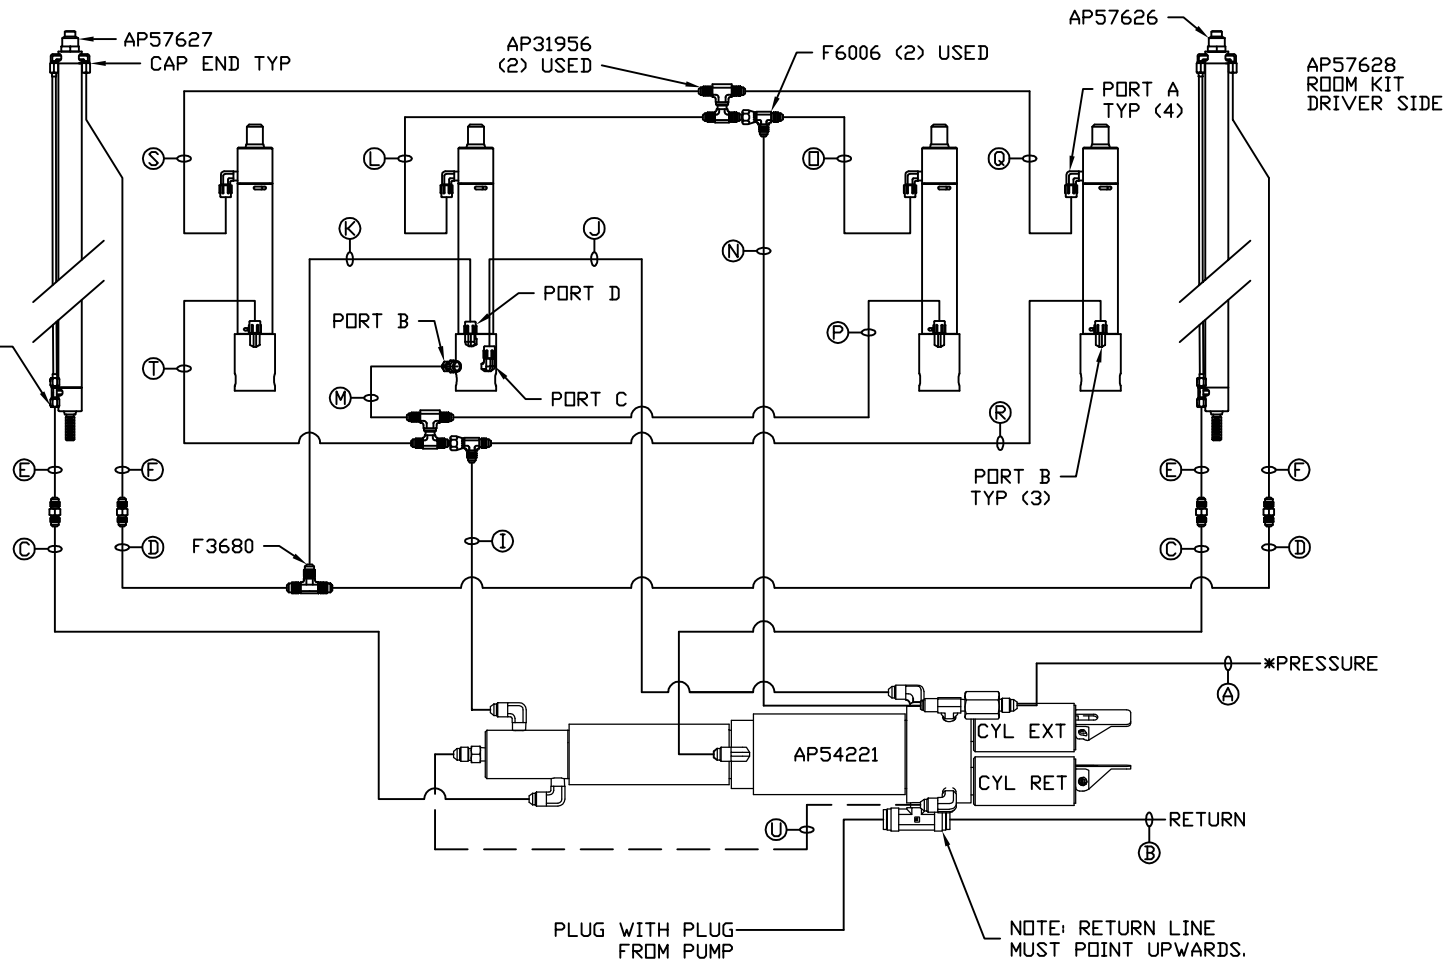 AP57627
CAP END TYP
AP31956
(2) USED
F6006 (2) USED
AP57626
PORT A
TYP (4)
AP57628
ROOM KIT
DRIVER SIDE
S
L
O
Q
K
J
N
PORT D
PORT B
P
T
M
PORT C
R
PORT B
TYP (3)
E
F
E
F
C
D
F3680
I
C
D
*PRESSURE
A
CYL EXT
AP54221
CYL RET
U
RETURN
B
PLUG WITH PLUG
FROM PUMP
NOTE: RETURN LINE
MUST POINT UPWARDS.